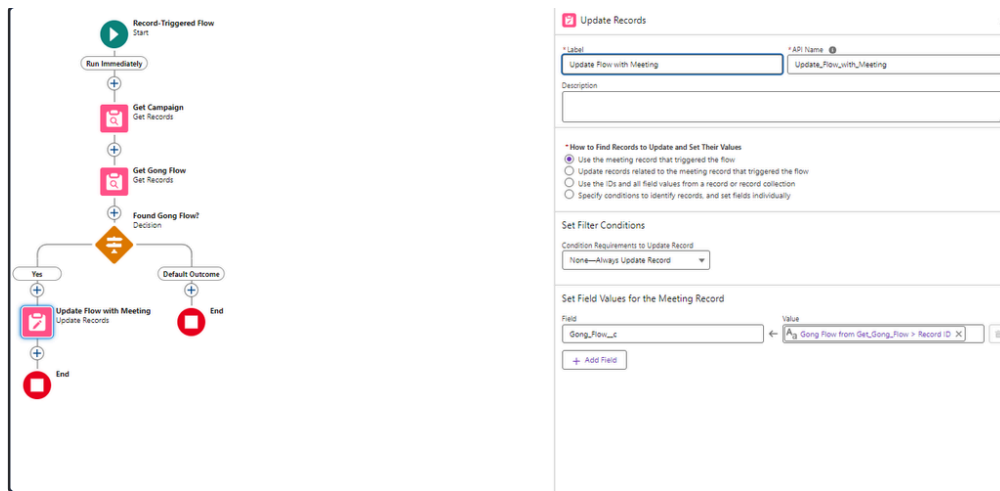 Record-Triggered Flow
Start
Run Immediately
Get Campaign
Get Records
Get Gong Flow
Get Records
Found Gong Flow?
Decision
Yes
Default Outcome
Update Flow with Meeting
Update Records
End
End
Update Records
*Label
Update Flow with Meeting
*API Name
Update_Flow_with_Meeting
Description
*How to Find Records to Update and Set Their Values
Use the meeting record that triggered the flow
Update records related to the meeting record that triggered the flow
Use the IDs and all field values from a record or record collection
Specify conditions to identify records, and set fields individually
Set Filter Conditions
Condition Requirements to Update Record
None—Always Update Record
Set Field Values for the Meeting Record
Field
Gong_Flow__c
Value
Aa Gong Flow from Get_Gong_Flow > Record ID
+ Add Field